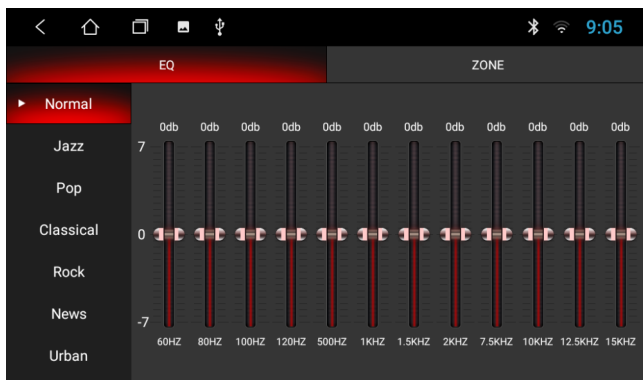 9:05
EQ ZONE
Normal
Jazz
Pop
Classical
Rock
News
Urban
0db 0db 0db 0db 0db 0db 0db 0db 0db 0db 0db 0db
7
0
-7
60HZ 80HZ 100HZ 120HZ 500HZ 1KHZ 1.5KHZ 2KHZ 7.5KHZ 10KHZ 12.5KHZ 15KHZ